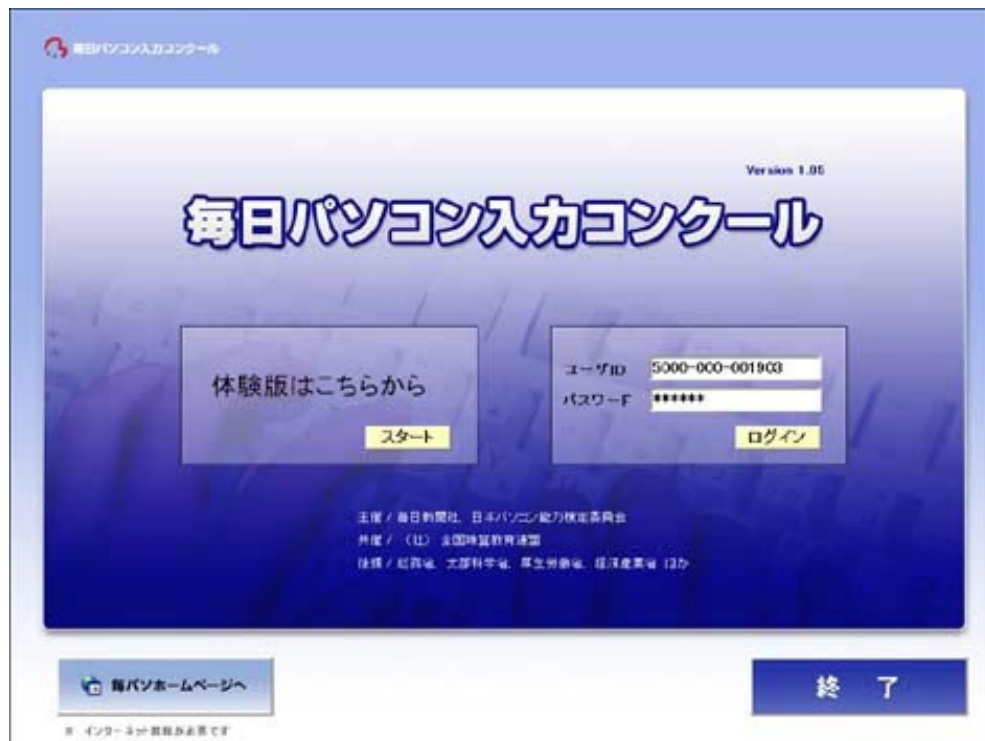 毎日パソコン入力コンクール
Version 1.05
毎日パソコン入力コンクール
体験版はこちらから
スタート
ユーザID 5000-000-001903
パスワード ******
ログイン
主催 / 毎日新聞社、日本パソコン能力検定委員会
共催 / (社) 全国珠算教育連盟
後援 / 総務省、文部科学省、厚生労働省、経済産業省 ほか
毎パソホームページへ
終 了
※ インターネット接続が必要です